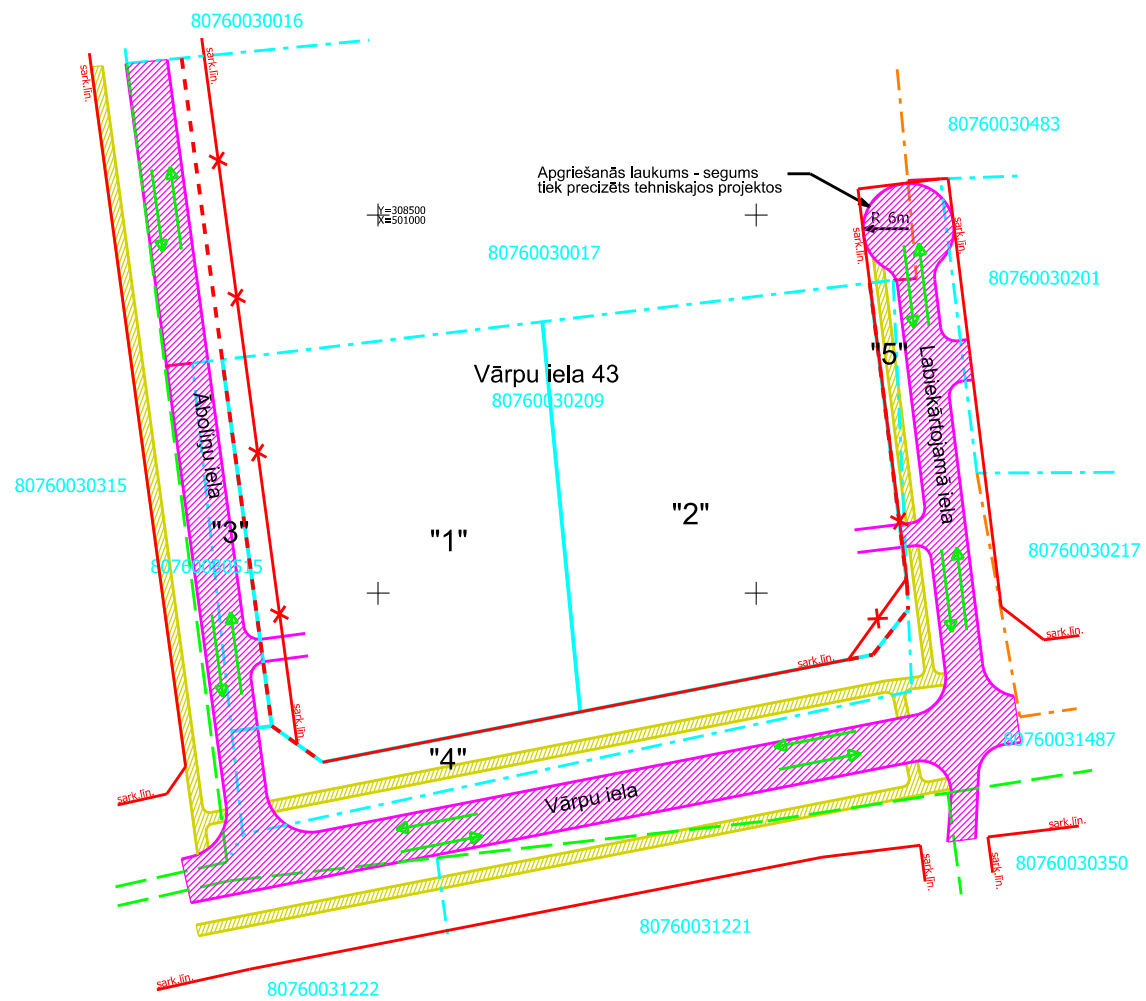 80760030016
sark.lin.
sark.lin.
80760030483
Apgriešanās laukums - segums
tiek precizēts tehniskajos projektos
Y=308500
X=501000
R 6m
sark.lin.
sark.lin.
80760030017
80760030201
"5"
Vārpu iela 43
80760030209
Labiekārtojamā iela
Āboliņu iela
80760030315
"2"
"3"
"1"
80760030217
80760030515
sark.lin.
sark.lin.
sark.lin.
80760031487
"4"
sark.lin.
Vārpu iela
80760030350
sark.lin.
sark.lin.
80760031221
sark.lin.
80760031222